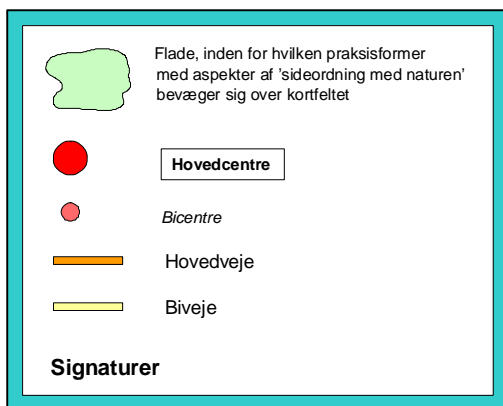 Flade, inden for hvilken praksisformer
med aspekter af 'sideordning med naturen'
bevæger sig over kortfeltet
Hovedcentre
Bicentre
Hovedveje
Biveje
Signaturer